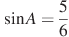 sinA = 5/6